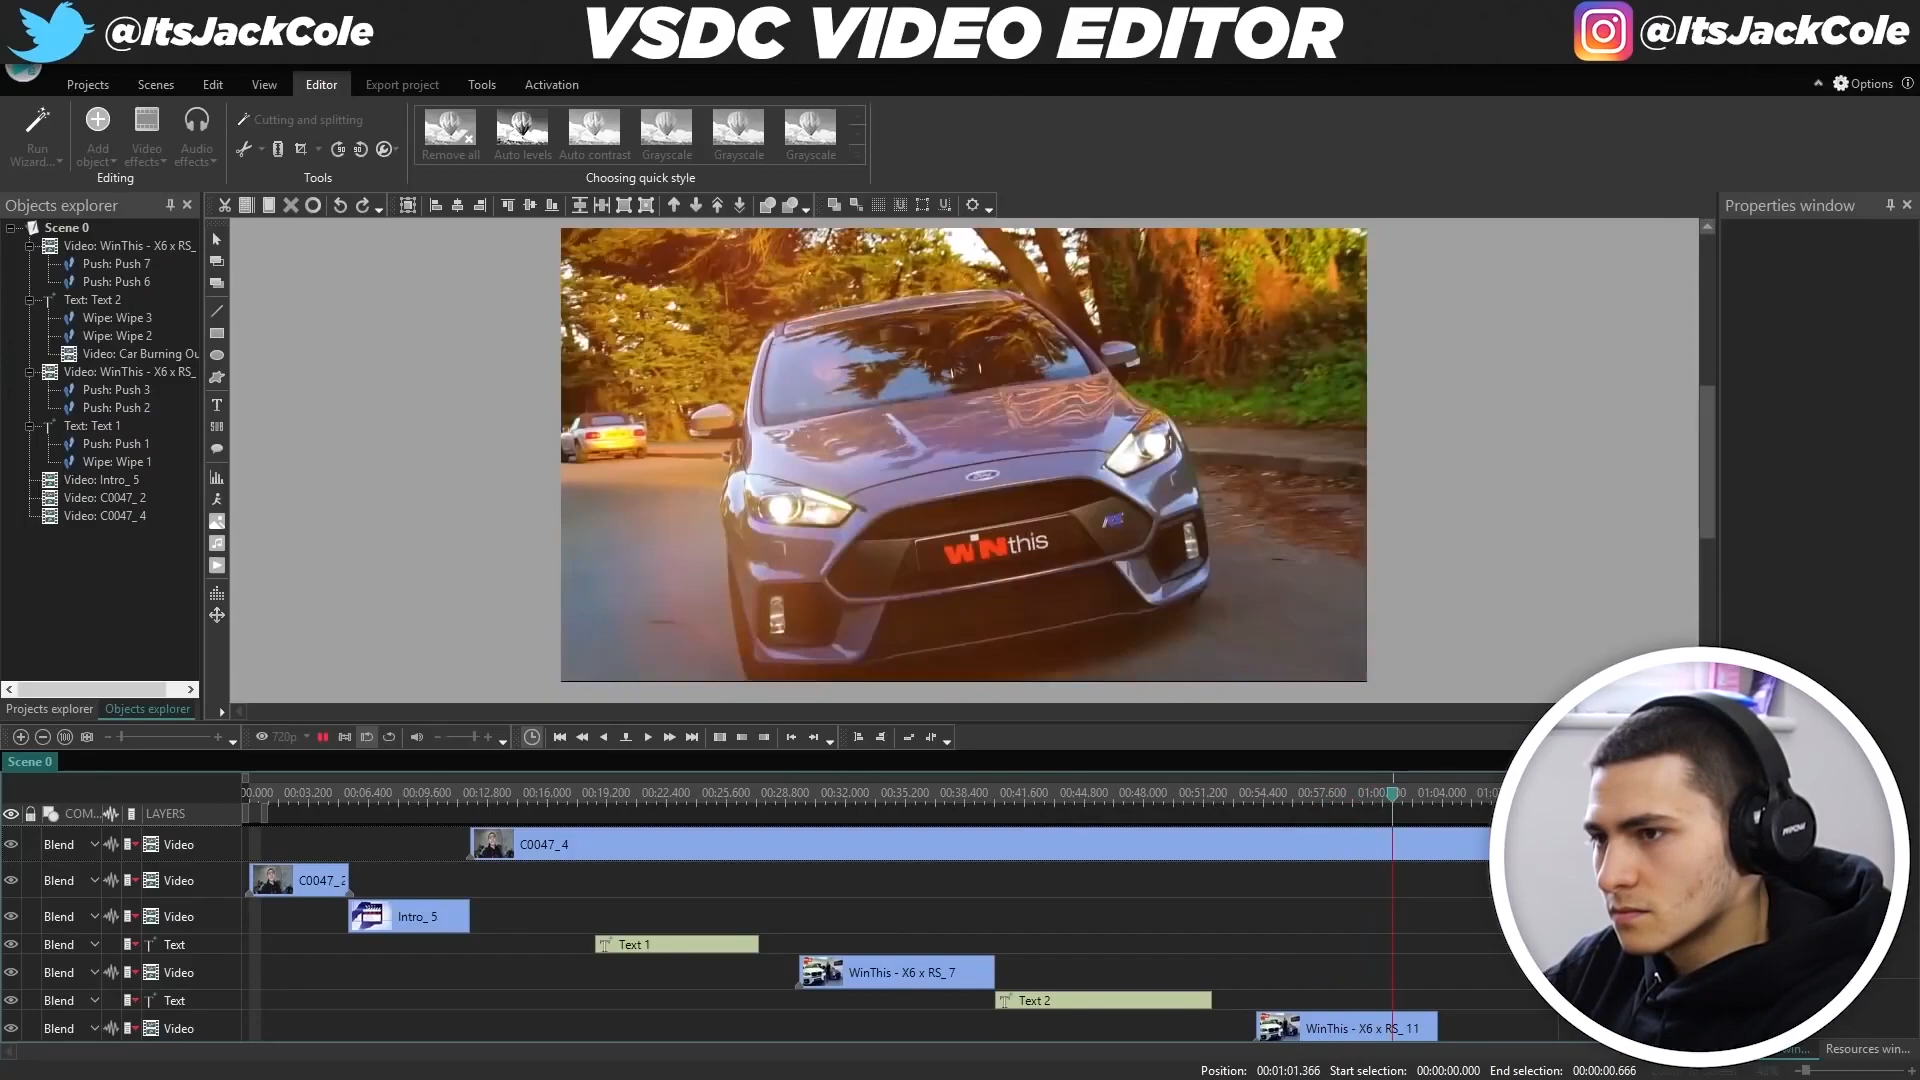 @ItsJackCole
VSDC VIDEO EDITOR
@ItsJackCole
Projects
Scenes
Edit
View
Editor
Export project
Tools
Activation
Options
Run
Wizard...
Add
object
Video
effects
Audio
effects
Cutting and splitting
Remove all
Auto levels
Auto contrast
Grayscale
Grayscale
Grayscale
Editing
Tools
Choosing quick style
Objects explorer
Properties window
Scene 0
Video: WinThis - X6 x RS_
Push: Push 7
Push: Push 6
Text: Text 2
Wipe: Wipe 3
Wipe: Wipe 2
Video: Car Burning Ou
Video: WinThis - X6 x RS_
Push: Push 3
Push: Push 2
Text: Text 1
Push: Push 1
Wipe: Wipe 1
Video: Intro_ 5
Video: C0047_ 2
Video: C0047_ 4
WiNthis
Projects explorer
Objects explorer
720p
Scene 0
00.000 00:03.200 00:06.400 00:09.600 00:12.800 00:16.000 00:19.200 00:22.400 00:25.600 00:28.800 00:32.000 00:35.200 00:38.400 00:41.600 00:44.800 00:48.000 00:51.200 00:54.400 00:57.600 01:04.000
COM...
LAYERS
Blend
Video
C0047_ 4
Blend
Video
C0047_2
Blend
Video
Intro_ 5
Blend
Text
Text 1
Blend
Video
WinThis - X6 x RS_ 7
Blend
Text
Text 2
Blend
Video
WinThis - X6 x RS_ 11
Resources win...
Position: 00:01:01.366 Start selection: 00:00:00.000 End selection: 00:00:00.666